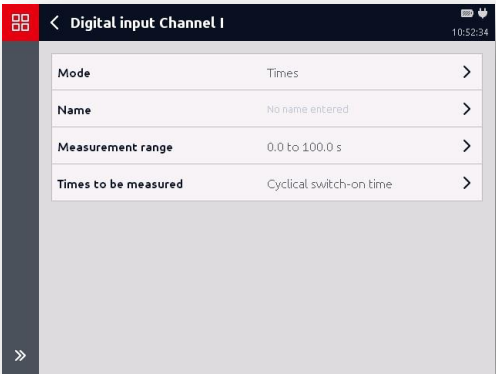 Digital input Channel I
10:52:34
Mode Times
Name No name entered
Measurement range 0.0 to 100.0 s
Times to be measured Cyclical switch-on time